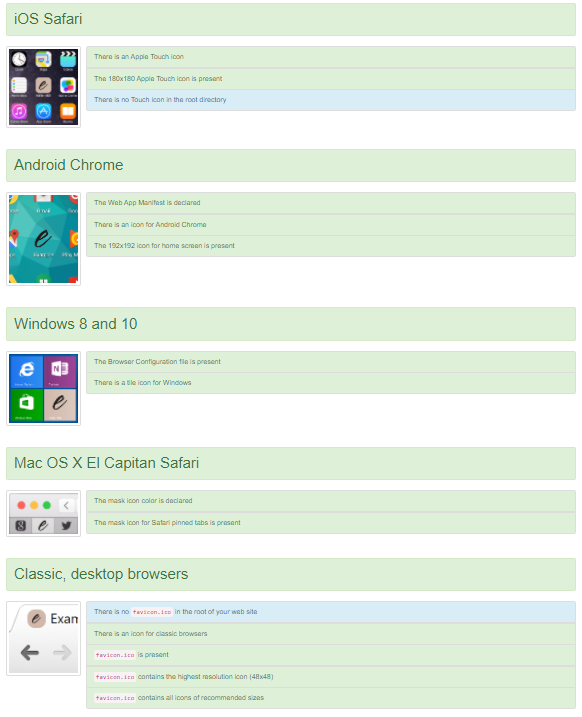 iOS Safari
There is an Apple Touch icon
The 180x180 Apple Touch icon is present
There is no Touch icon in the root directory
Android Chrome
The Web App Manifest is declared
There is an icon for Android Chrome
The 192x192 icon for home screen is present
Windows 8 and 10
The Browser Configuration file is present
There is a tile icon for Windows
Mac OS X El Capitan Safari
The mask icon color is declared
The mask icon for Safari pinned tabs is present
Classic, desktop browsers
Exam
There is no favicon.ico in the root of your web site
There is an icon for classic browsers
favicon.ico is present
favicon.ico contains the highest resolution icon (48x48)
favicon.ico contains all icons of recommended sizes